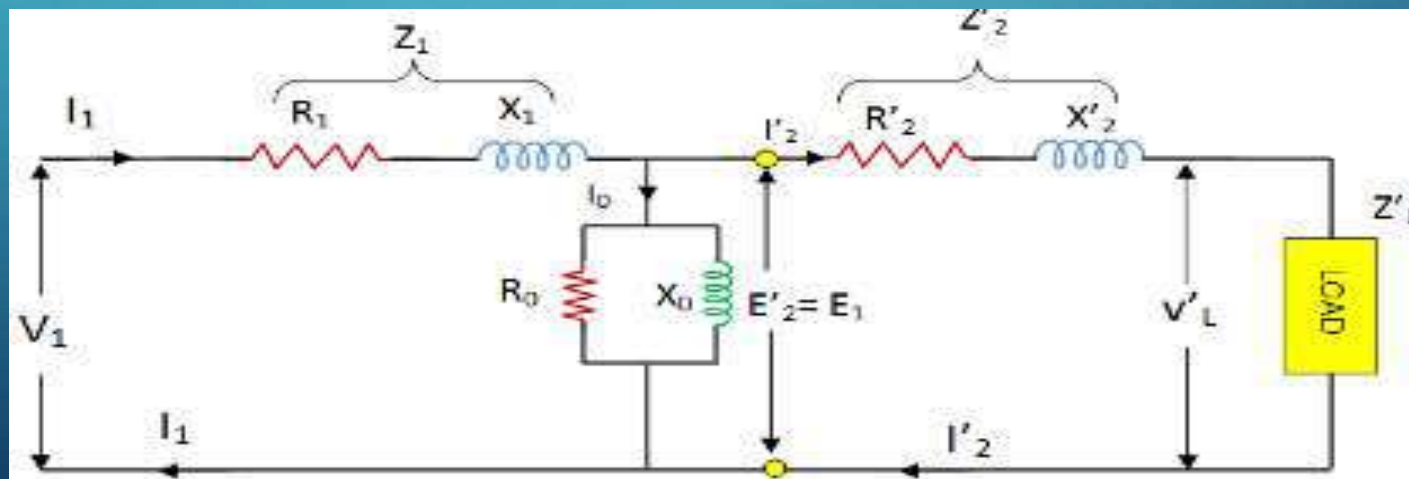 Z₁
Z'₂
I₁
R₁
X₁
I'₂
R'₂
X'₂
I₀
Z'
R₀
X₀
E'₂= E₁
V₁
v'L
LOAD
I₁
I'₂